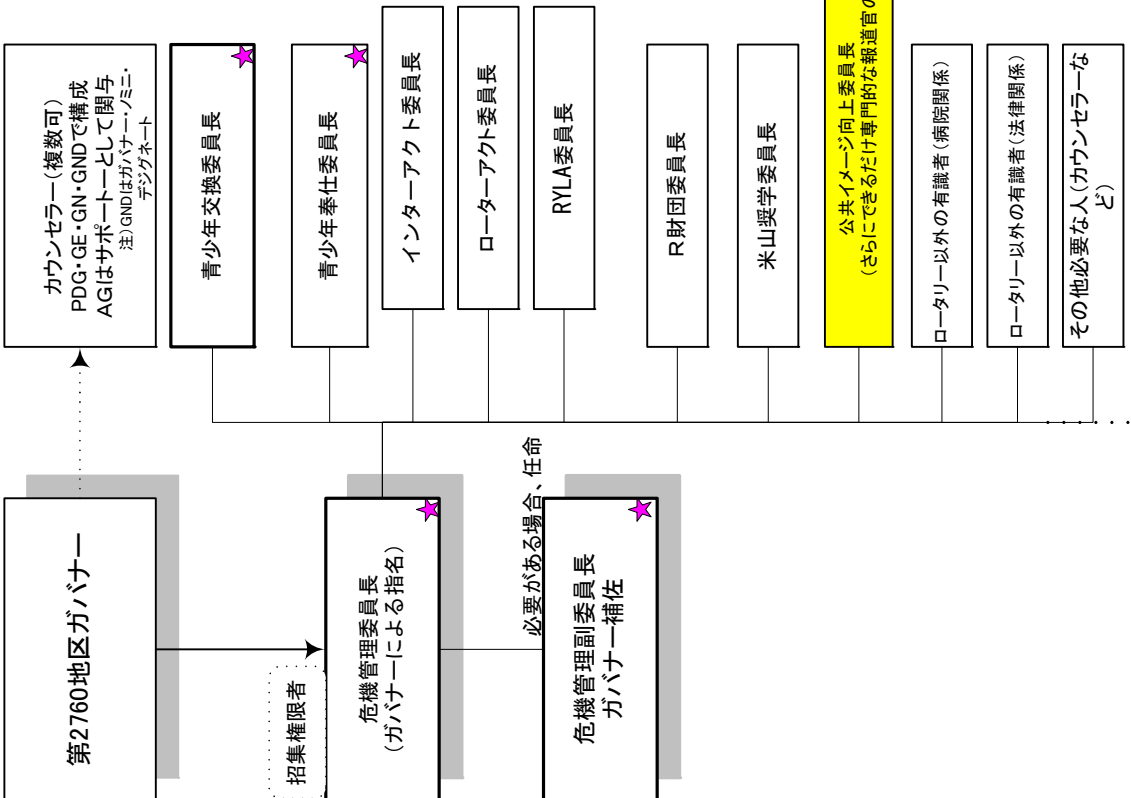 第2760地区ガバナー
招集権限者
危機管理委員長
(ガバナーによる指名)
必要がある場合、任命
危機管理副委員長
ガバナー補佐
カウンセラー(複数可)
PDG・GE・GN・GNDで構成
AGはサポートーとして関与
注)GNDはガバナー・ノミニ・
デジグネート
青少年交換委員長
青少年奉仕委員長
インターアクト委員長
ローターアクト委員長
RYLA委員長
R財団委員長
米山奨学委員長
公共イメージ向上委員長
(さらにできるだけ専門的な報道官の
ロータリー以外の有識者(病院関係)
ロータリー以外の有識者(法律関係)
その他必要な人(カウンセラーな
ど)